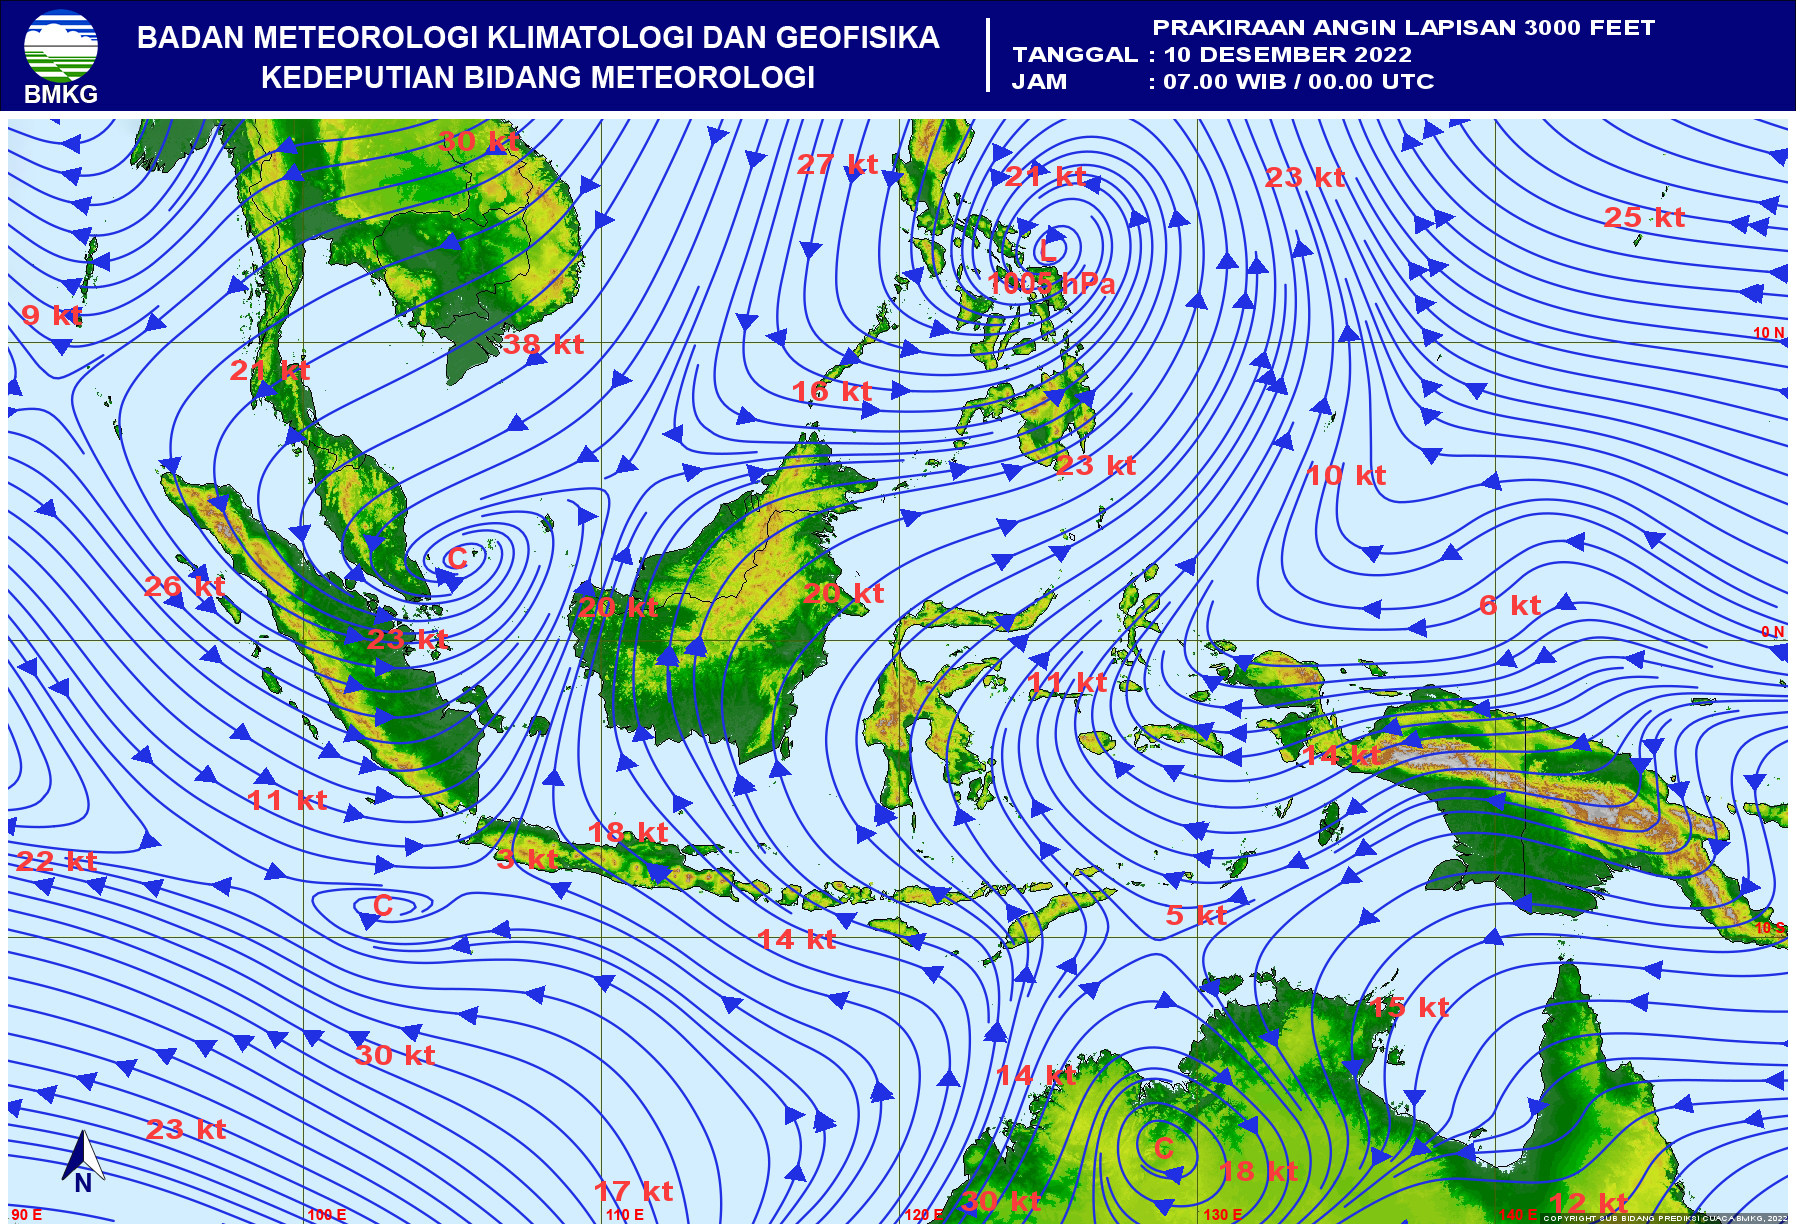 BADAN METEOROLOGI KLIMATOLOGI DAN GEOFISIKA
KEDEPUTIAN BIDANG METEOROLOGI
BMKG
PRAKIRAAN ANGIN LAPISAN 3000 FEET
TANGGAL : 10 DESEMBER 2022
JAM : 07.00 WIB / 00.00 UTC
30 kt
27 kt
21 kt
23 kt
25 kt
L
1005 hPa
9 kt
10 N
38 kt
21 kt
16 kt
23 kt
10 kt
C
26 kt
20 kt
20 kt
6 kt
23 kt
0 N
11 kt
14 kt
11 kt
18 kt
3 kt
22 kt
C
5 kt
14 kt
10 S
15 kt
30 kt
14 kt
23 kt
C
18 kt
17 kt
30 kt
12 kt
N
90 E
100 E
110 E
120 E
130 E
140 E
COPYRIGHT SUB BIDANG PREDIKSI CUACA BMKG, 2022